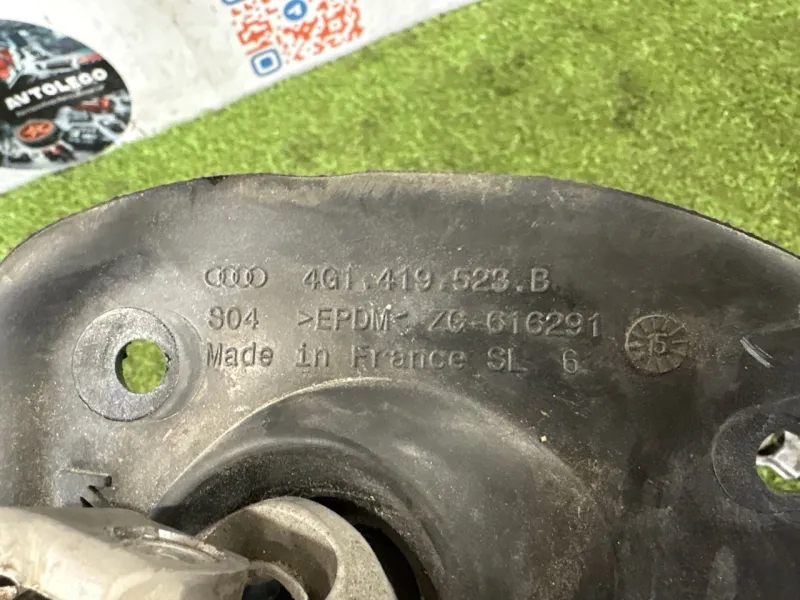 AVTOLEGO
4G1.419.523.B
S04 >EPDM< ZG-616291
Made in France SL 6
15